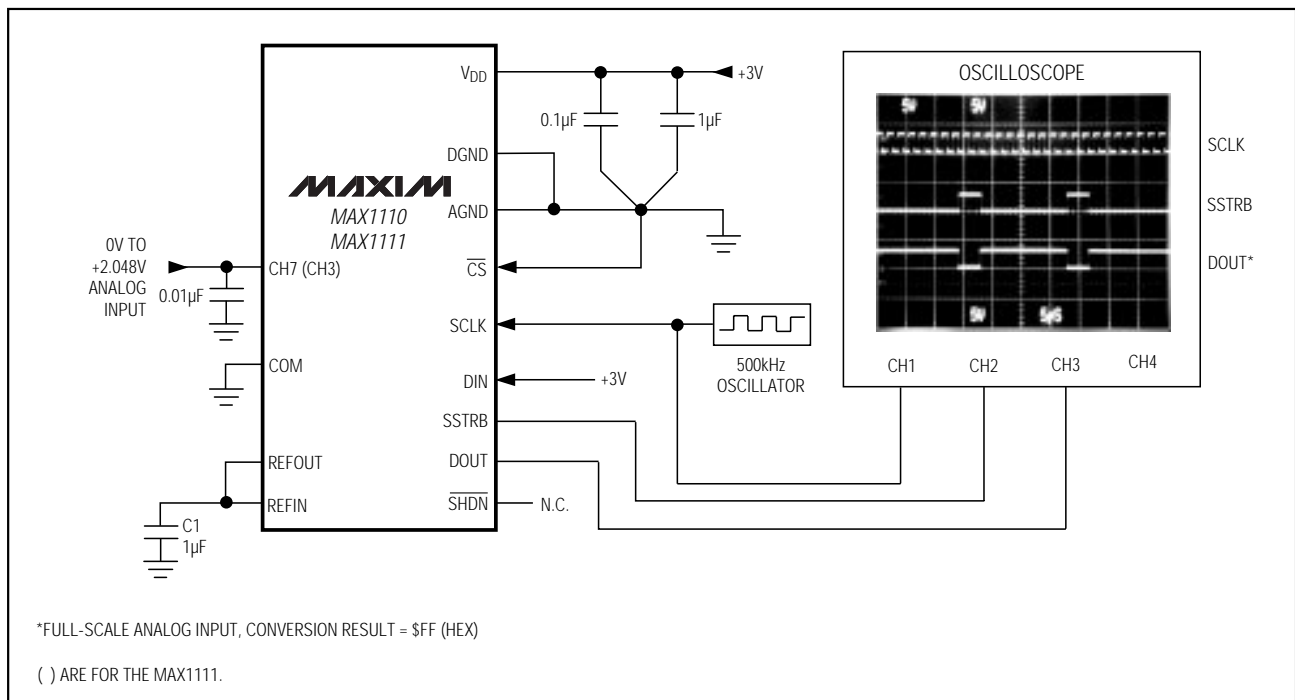 VDD
+3V
0.1µF
1µF
DGND
AGND
MAXIM
MAX1110
MAX1111
0V TO
+2.048V
ANALOG
INPUT
0.01µF
CH7 (CH3)
CS
SCLK
500kHz
OSCILLATOR
COM
DIN
+3V
SSTRB
REFOUT
DOUT
REFIN
SHDN
N.C.
C1
1µF
OSCILLOSCOPE
5V
5V
SCLK
SSTRB
DOUT*
5V
5µS
CH1
CH2
CH3
CH4
*FULL-SCALE ANALOG INPUT, CONVERSION RESULT = $FF (HEX)
( ) ARE FOR THE MAX1111.